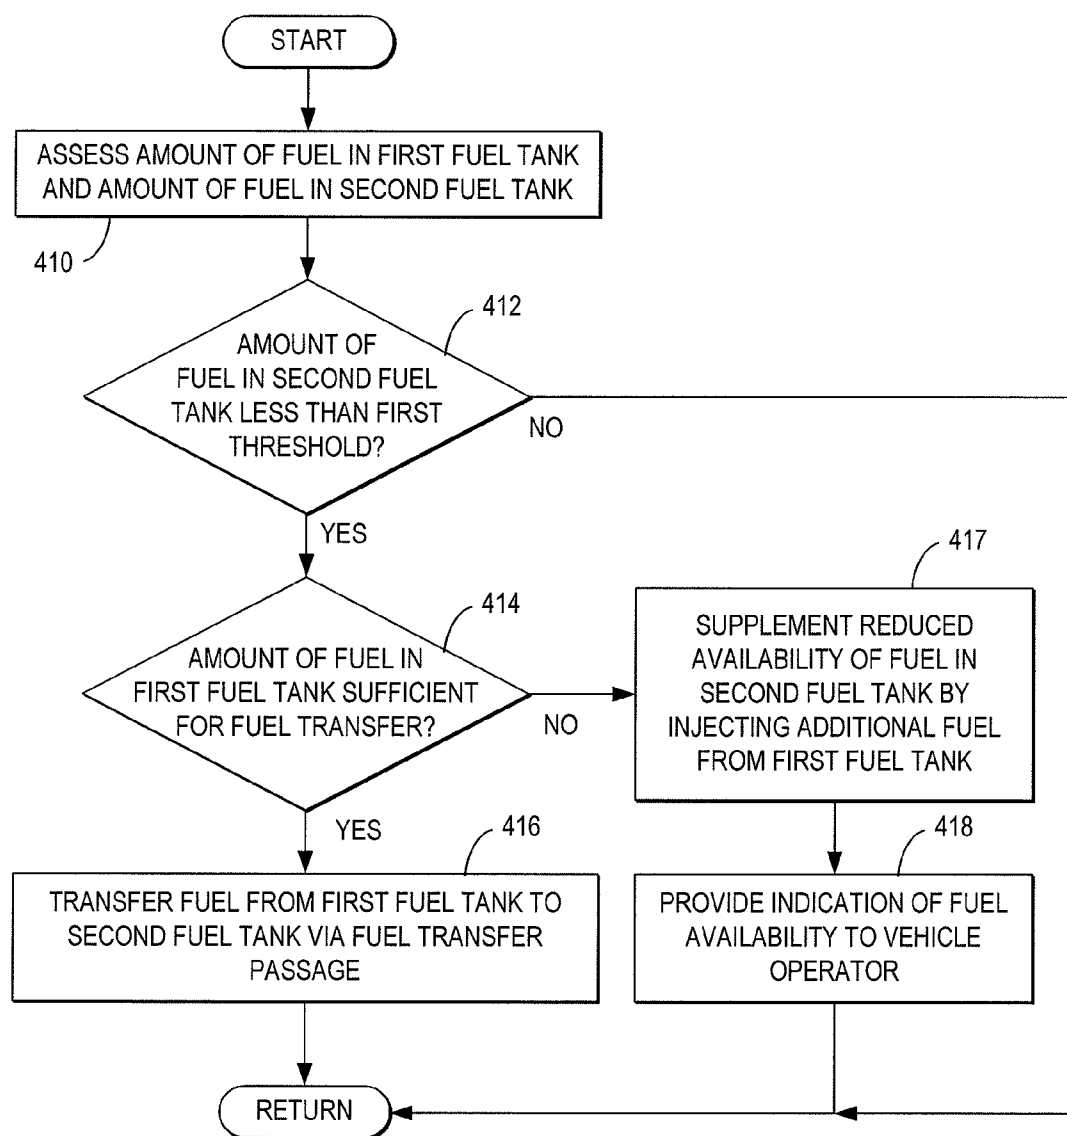 START
ASSESS AMOUNT OF FUEL IN FIRST FUEL TANK
AND AMOUNT OF FUEL IN SECOND FUEL TANK
410
412
AMOUNT OF
FUEL IN SECOND FUEL
TANK LESS THAN FIRST
THRESHOLD?
NO
YES
414
AMOUNT OF FUEL IN
FIRST FUEL TANK SUFFICIENT
FOR FUEL TRANSFER?
NO
YES
417
SUPPLEMENT REDUCED
AVAILABILITY OF FUEL IN
SECOND FUEL TANK BY
INJECTING ADDITIONAL FUEL
FROM FIRST FUEL TANK
416
TRANSFER FUEL FROM FIRST FUEL TANK TO
SECOND FUEL TANK VIA FUEL TRANSFER
PASSAGE
418
PROVIDE INDICATION OF FUEL
AVAILABILITY TO VEHICLE
OPERATOR
RETURN